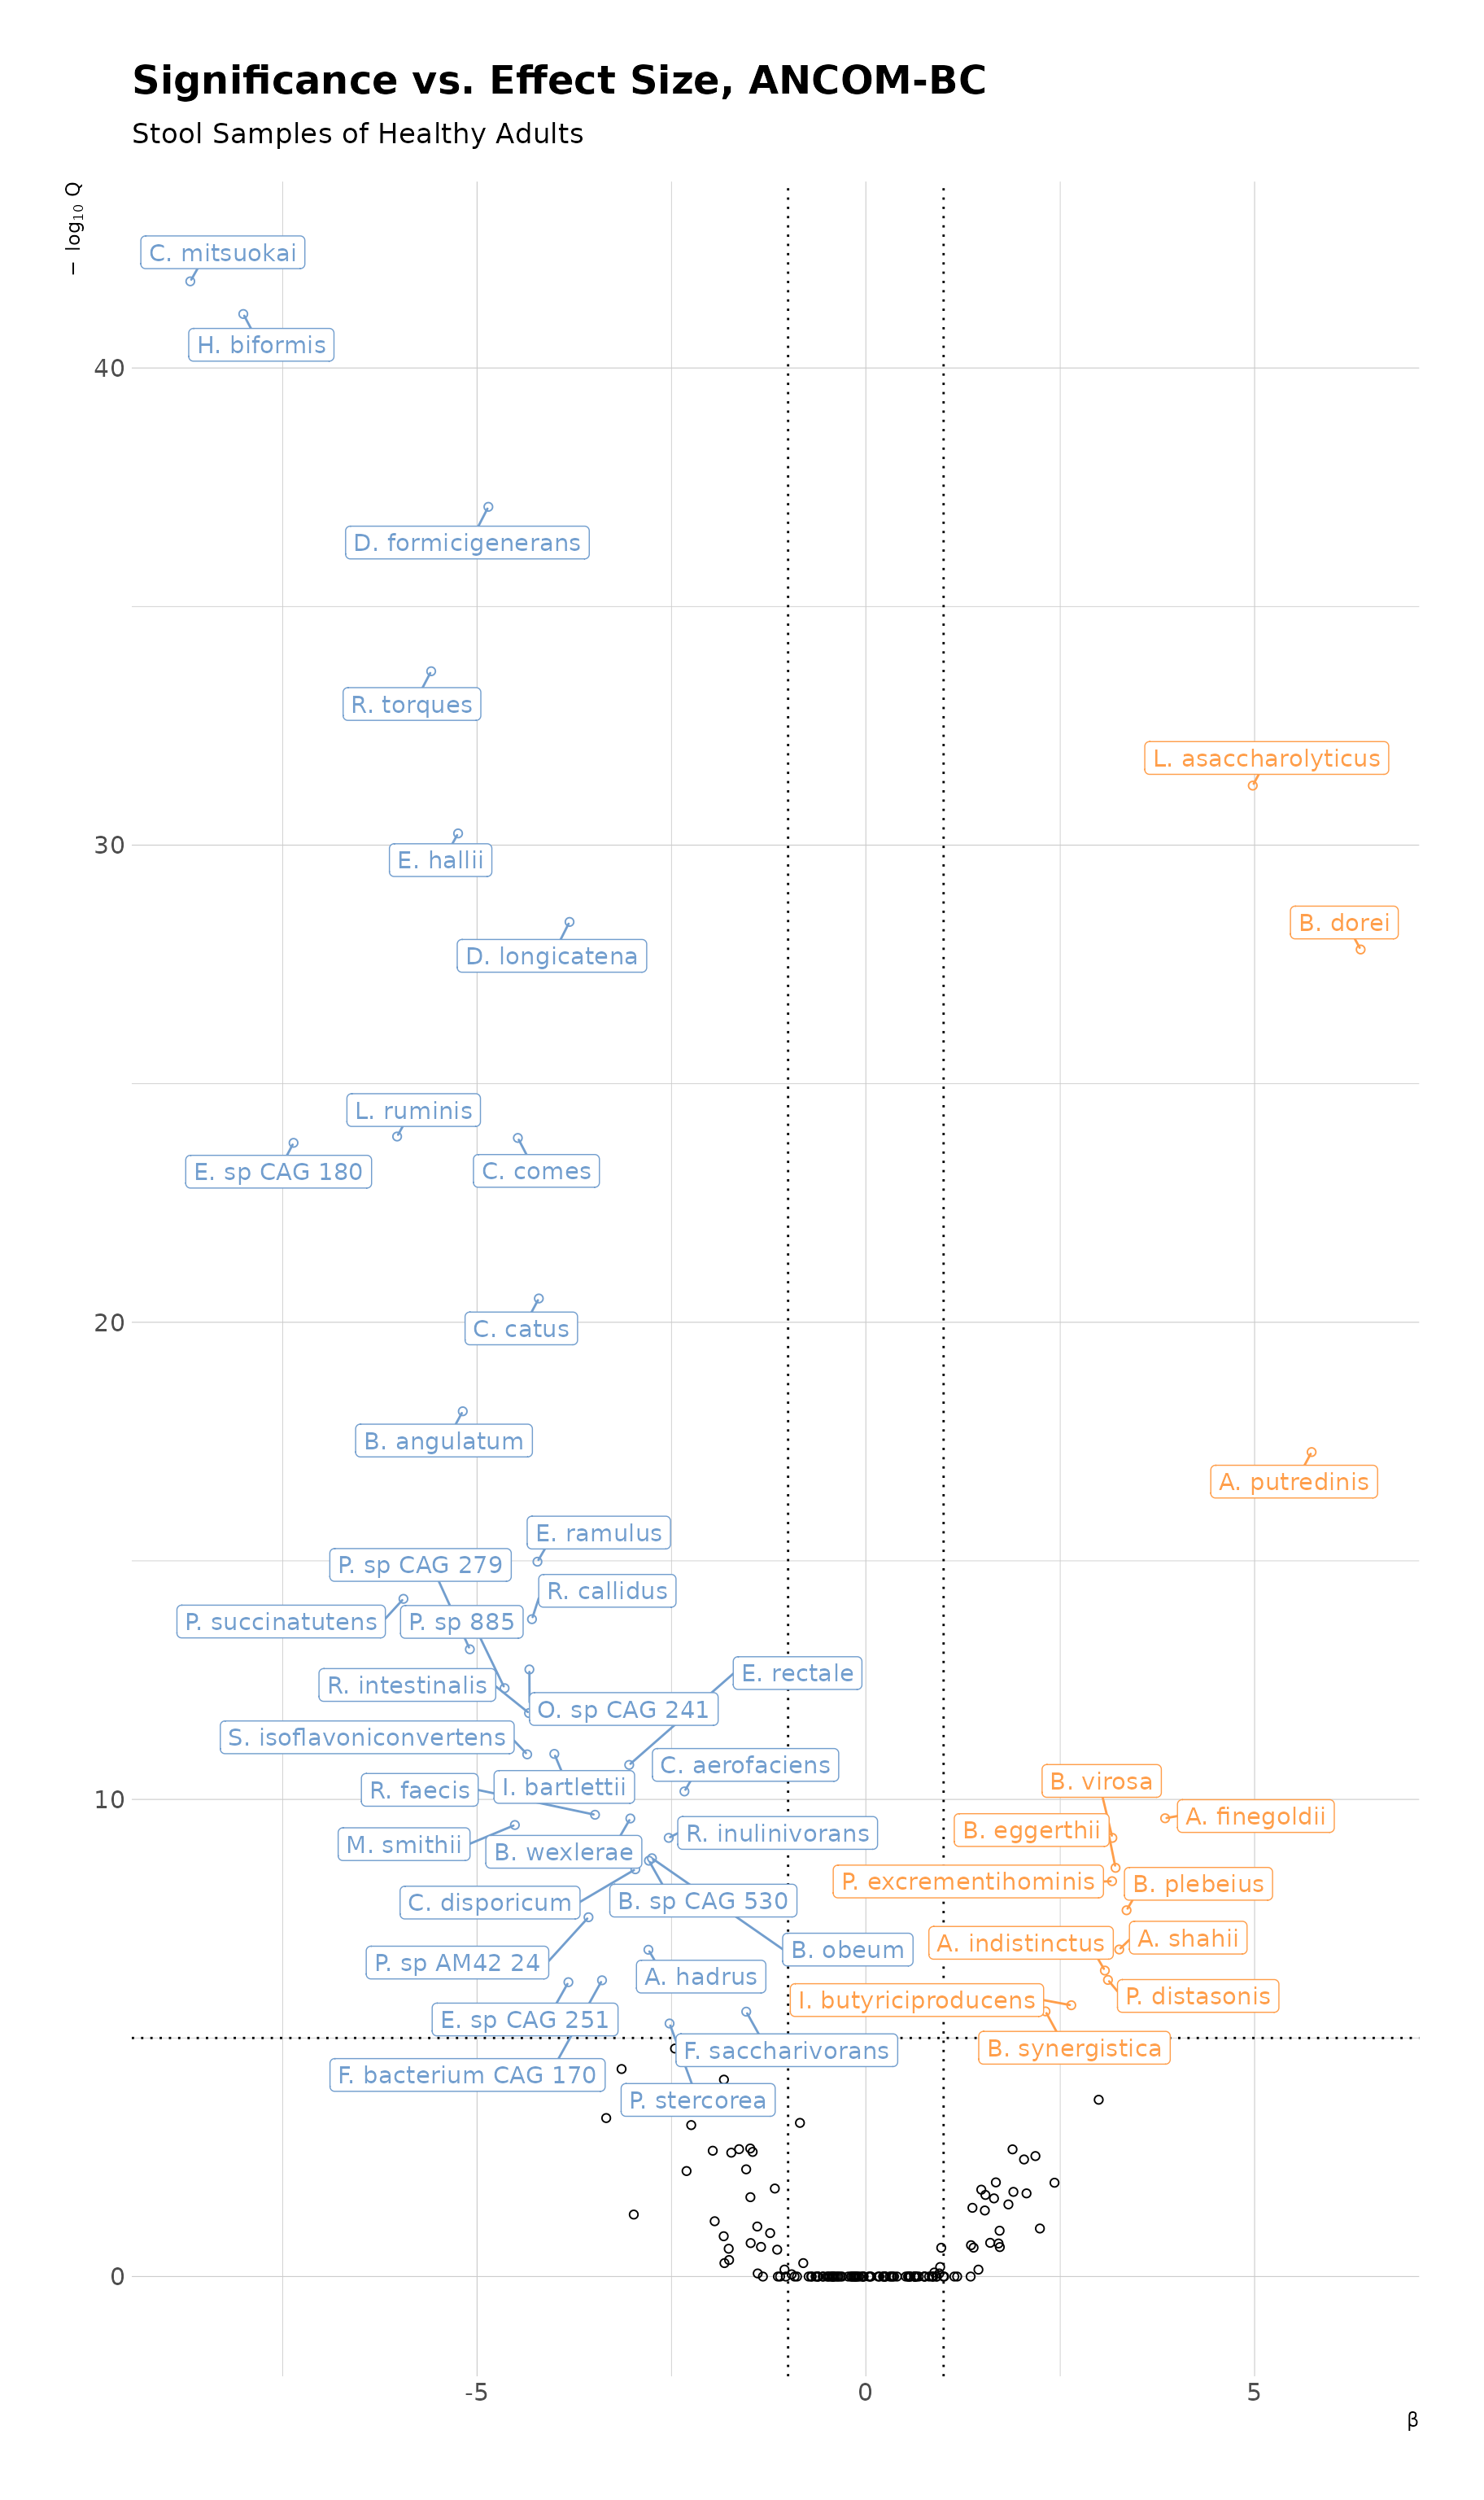 Significance vs. Effect Size, ANCOM-BC
Stool Samples of Healthy Adults
− log₁₀ Q
C. mitsuokai
H. biformis
40
D. formicigenerans
R. torques
L. asaccharolyticus
30
E. hallii
B. dorei
D. longicatena
L. ruminis
E. sp CAG 180
C. comes
20
C. catus
B. angulatum
A. putredinis
E. ramulus
P. sp CAG 279
R. callidus
P. succinatutens
P. sp 885
E. rectale
R. intestinalis
O. sp CAG 241
S. isoflavoniconvertens
C. aerofaciens
B. virosa
I. bartlettii
R. faecis
10
A. finegoldii
B. eggerthii
R. inulinivorans
M. smithii
B. wexlerae
P. excrementihominis
B. plebeius
B. sp CAG 530
C. disporicum
A. shahii
A. indistinctus
B. obeum
P. sp AM42 24
A. hadrus
P. distasonis
I. butyriciproducens
E. sp CAG 251
B. synergistica
F. saccharivorans
F. bacterium CAG 170
P. stercorea
0
-5
0
5
β